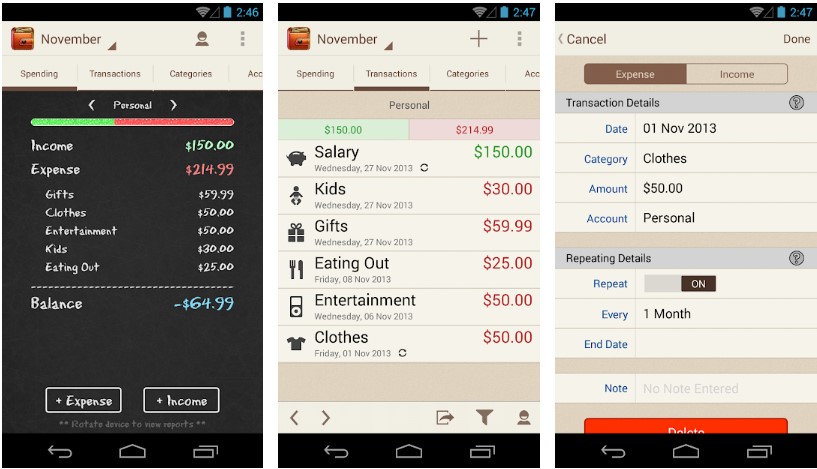 2:46
November
Spending Transactions Categories Acc
Personal
Income $150.00
Expense $214.99
Gifts $59.99
Clothes $50.00
Entertainment $50.00
Kids $30.00
Eating Out $25.00
Balance -$64.99
+ Expense + Income
** Rotate device to view reports **
2:47
November
Spending Transactions Categories Acc
Personal
$150.00 $214.99
Salary $150.00
Wednesday, 27 Nov 2013
Kids $30.00
Wednesday, 27 Nov 2013
Gifts $59.99
Wednesday, 27 Nov 2013
Eating Out $25.00
Friday, 08 Nov 2013
Entertainment $50.00
Wednesday, 06 Nov 2013
Clothes $50.00
Friday, 01 Nov 2013
2:47
Cancel Done
Expense Income
Transaction Details ?
Date 01 Nov 2013
Category Clothes
Amount $50.00
Account Personal
Repeating Details ?
Repeat ON
Every 1 Month
End Date
Note No Note Entered
Delete